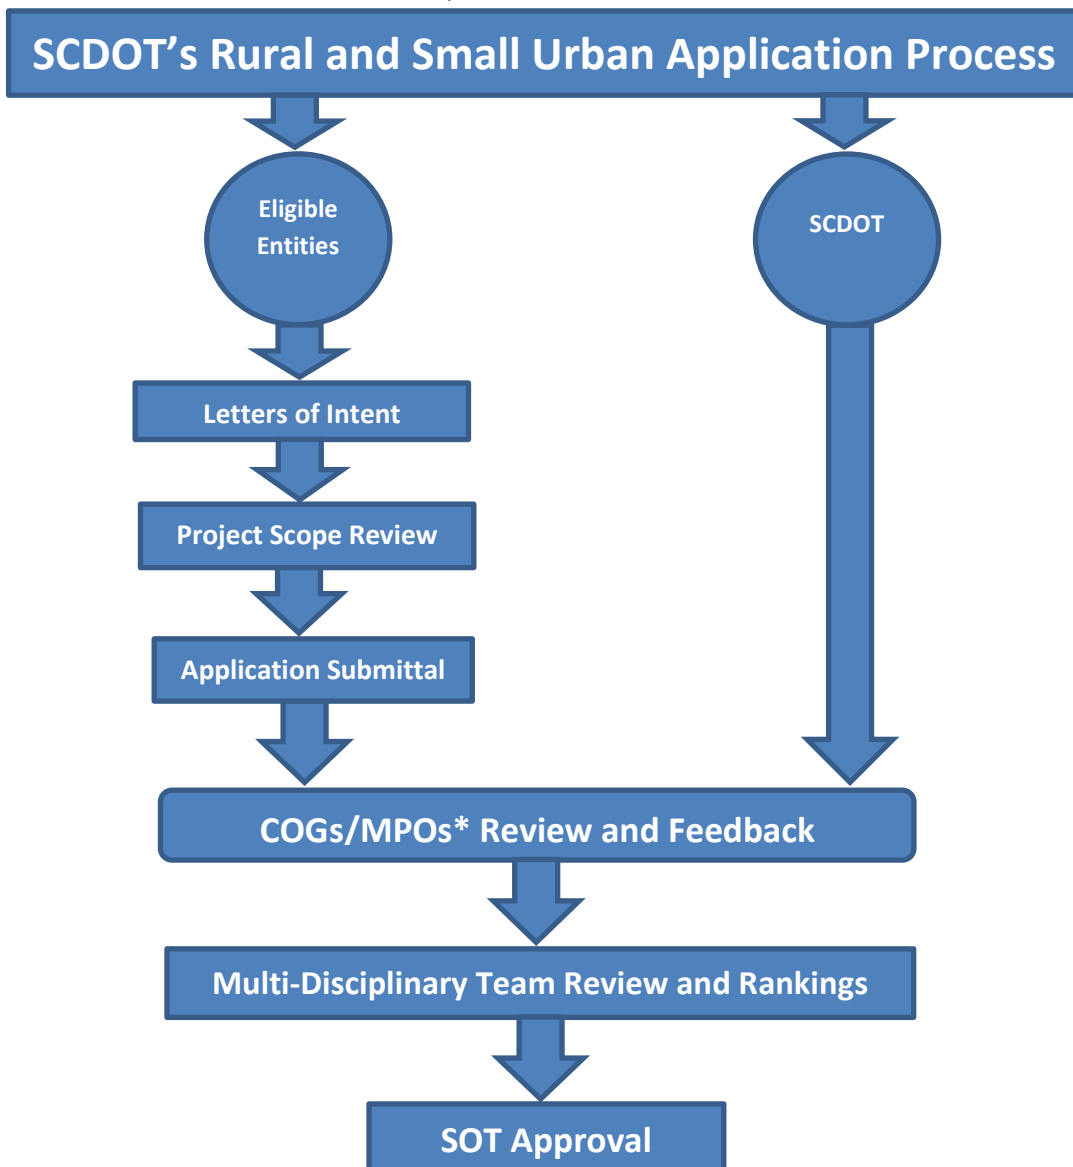 SCDOT’s Rural and Small Urban Application Process
Eligible
Entities
SCDOT
Letters of Intent
Project Scope Review
Application Submittal
COGs/MPOs* Review and Feedback
Multi-Disciplinary Team Review and Rankings
SOT Approval